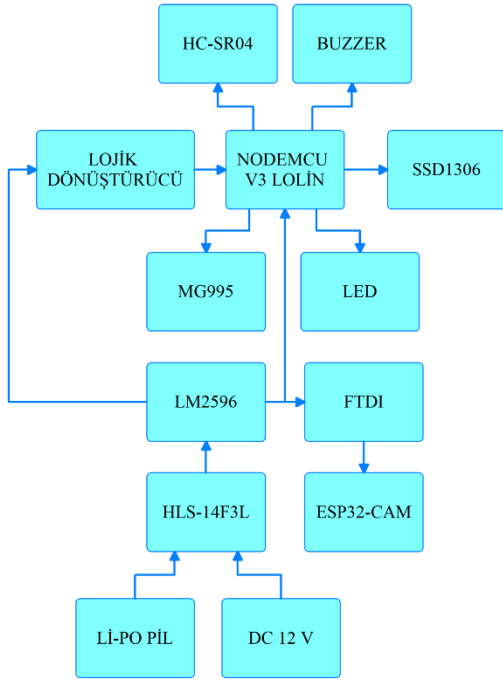 HC-SR04
BUZZER
LOJİK
DÖNÜŞTÜRÜCÜ
NODEMCU
V3 LOLİN
SSD1306
MG995
LED
LM2596
FTDI
HLS-14F3L
ESP32-CAM
Lİ-PO PİL
DC 12 V